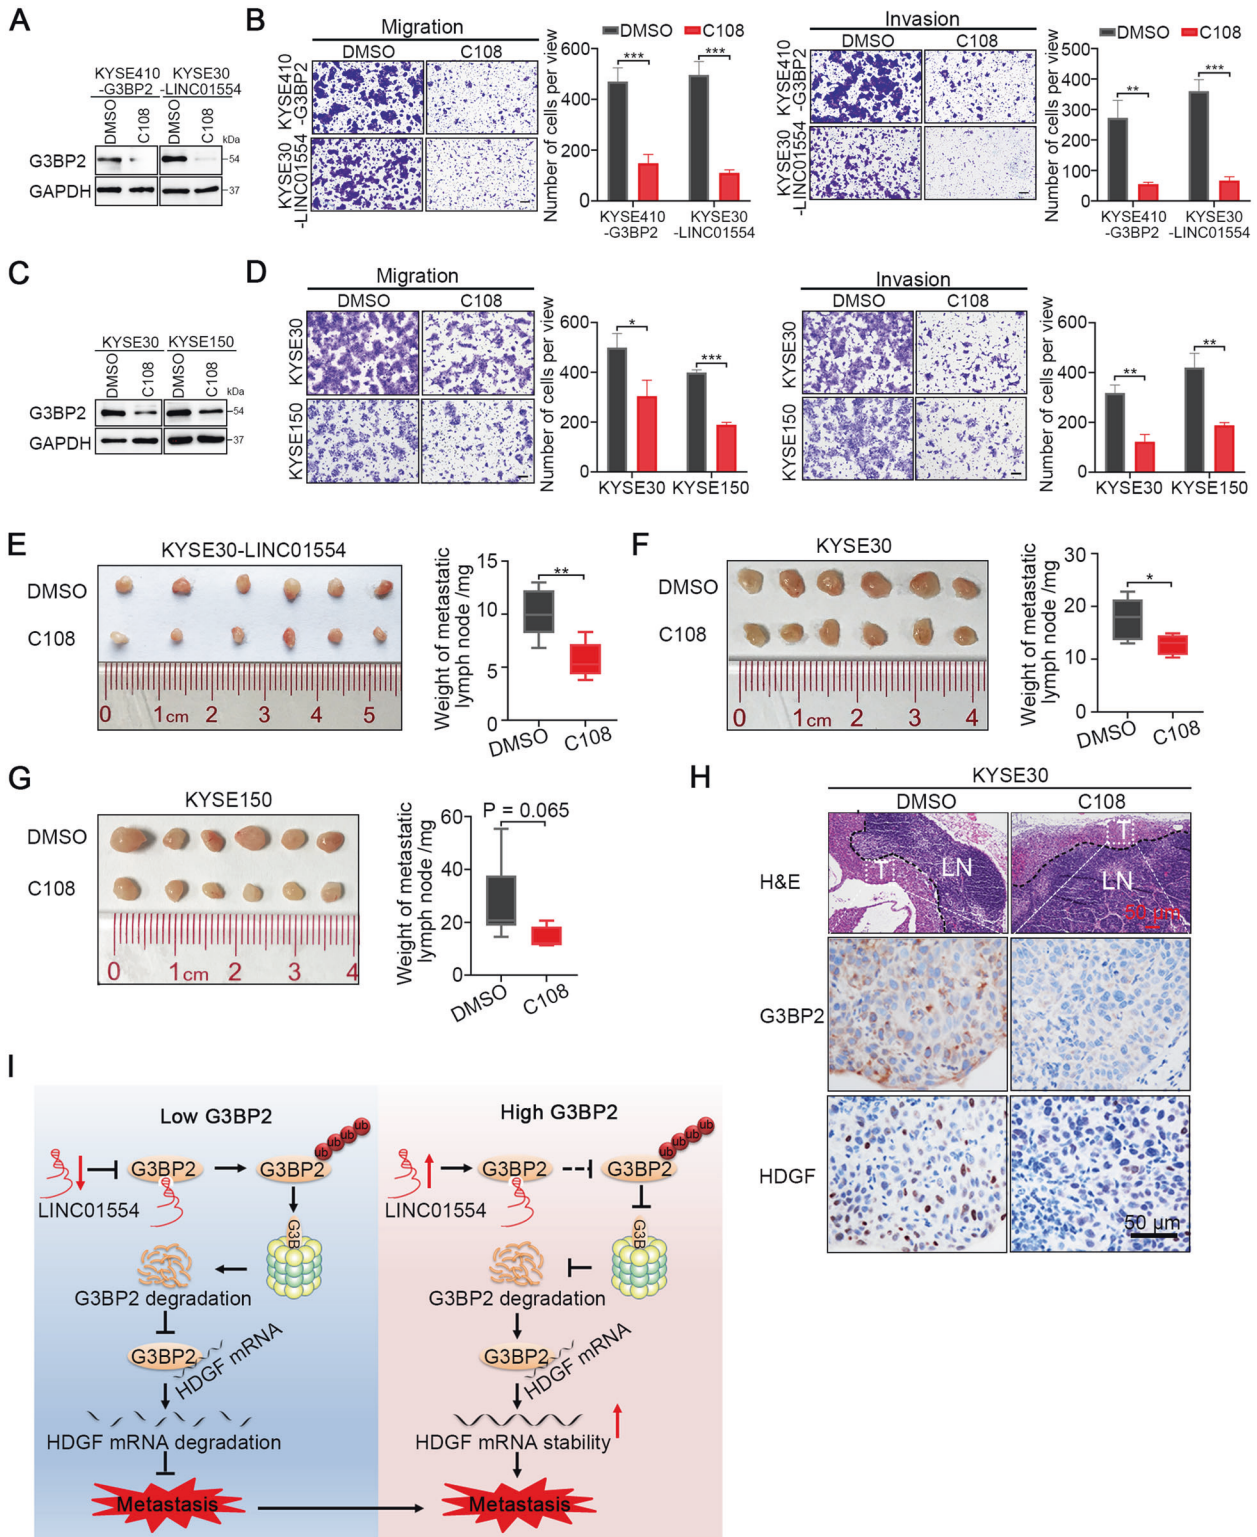 A
KYSE410 KYSE30
-G3BP2 -LINC01554
DMSO C108 DMSO C108
kDa
G3BP2 54
GAPDH 37
B
Migration
DMSO C108
KYSE410
-G3BP2
KYSE30
-LINC01554
DMSO C108
Number of cells per view
600
400
200
0
*** ***
KYSE410 KYSE30
-G3BP2 -LINC01554
Invasion
DMSO C108
KYSE410
-G3BP2
KYSE30
-LINC01554
DMSO C108
Number of cells per view
500
400
300
200
100
0
** ***
KYSE410 KYSE30
-G3BP2 -LINC01554
C
KYSE30 KYSE150
DMSO C108 DMSO C108
kDa
G3BP2 54
GAPDH 37
D
Migration
DMSO C108
KYSE30
KYSE150
Number of cells per view
600
400
200
0
* ***
KYSE30 KYSE150
Invasion
DMSO C108
KYSE30
KYSE150
Number of cells per view
600
400
200
0
** **
KYSE30 KYSE150
E
KYSE30-LINC01554
DMSO
C108
0 1cm 2 3 4 5
Weight of metastatic
lymph node /mg
15
10
5
0
**
DMSO C108
F
KYSE30
DMSO
C108
0 1cm 2 3 4
Weight of metastatic
lymph node /mg
30
20
10
0
*
DMSO C108
G
KYSE150
DMSO
C108
0 1cm 2 3 4
Weight of metastatic
lymph node /mg
60
40
20
0
P = 0.065
DMSO C108
H
KYSE30
DMSO C108
H&E
T LN
T LN
50 μm
G3BP2
HDGF
50 μm
I
Low G3BP2
ub ub ub ub
G3BP2 G3BP2
LINC01554
G3B
G3BP2 degradation
G3BP2
HDGF mRNA
HDGF mRNA degradation
Metastasis
High G3BP2
ub ub ub ub
G3BP2 G3BP2
LINC01554
G3B
G3BP2 degradation
G3BP2
HDGF mRNA
HDGF mRNA stability
Metastasis